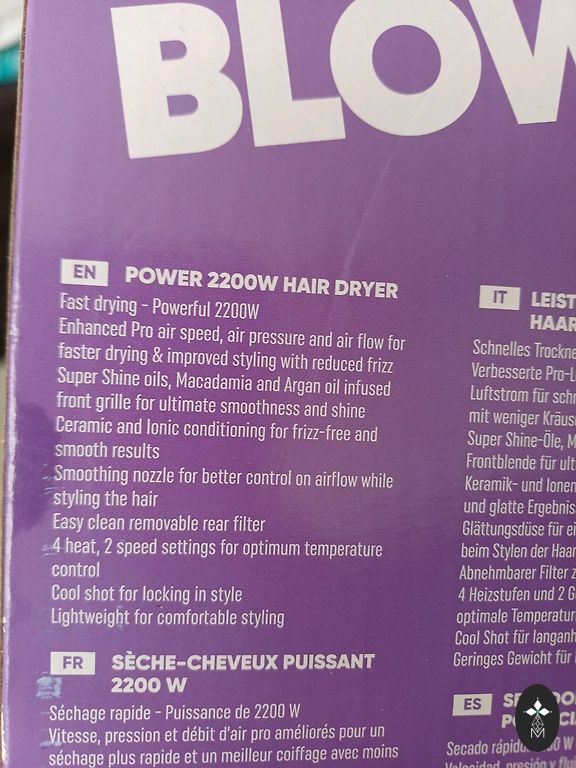 BLOW
EN POWER 2200W HAIR DRYER
Fast drying - Powerful 2200W
Enhanced Pro air speed, air pressure and air flow for
faster drying & improved styling with reduced frizz
Super Shine oils, Macadamia and Argan oil infused
front grille for ultimate smoothness and shine
Ceramic and Ionic conditioning for frizz-free and
smooth results
Smoothing nozzle for better control on airflow while
styling the hair
Easy clean removable rear filter
4 heat, 2 speed settings for optimum temperature
control
Cool shot for locking in style
Lightweight for comfortable styling
FR SÈCHE-CHEVEUX PUISSANT
2200 W
Séchage rapide - Puissance de 2200 W
Vitesse, pression et débit d'air pro améliorés pour un
séchage plus rapide et un meilleur coiffage avec moins
IT LEIST
HAAR
Schnelles Trockne
Verbesserte Pro-L
Luftstrom für sch
mit weniger Kräus
Super Shine-Öle, M
Frontblende für ult
Keramik- und Ionen
und glatte Ergebnis
Glättungsdüse für ei
beim Stylen der Haar
Abnehmbarer Filter z
4 Heizstufen und 2 G
optimale Temperatur
Cool Shot für langanh
Geringes Gewicht für
ES
Secado
M